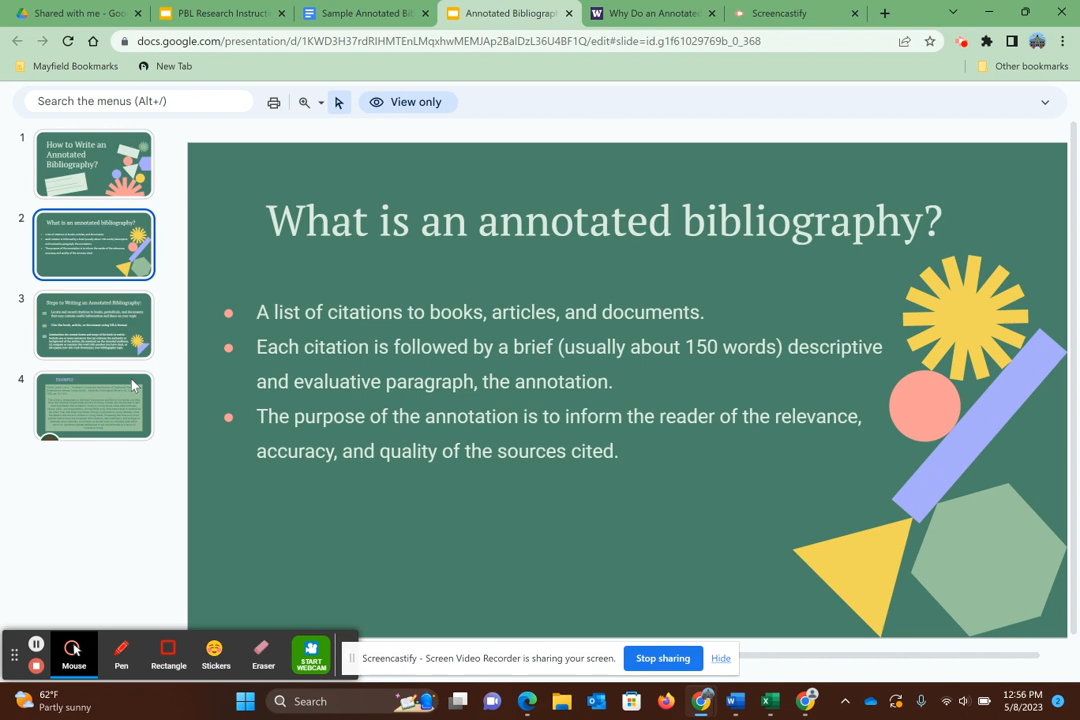 Shared with me - Goo
PBL Research Instructi
Sample Annotated Bib
Annotated Bibliograph
Why Do an Annotated
Screencastify
docs.google.com/presentation/d/1KWD3H37rdRIHMTEnLMqxhwMEMJAp2BalDzL36U4BF1Q/edit#slide=id.g1f61029769b_0_368
Mayfield Bookmarks
New Tab
Other bookmarks
Search the menus (Alt+/)
View only
1
How to Write an
Annotated
Bibliography?
2
What is an annotated bibliography?
3
Steps to Writing an Annotated Bibliography:
4
EXAMPLE
What is an annotated bibliography?
A list of citations to books, articles, and documents.
Each citation is followed by a brief (usually about 150 words) descriptive
and evaluative paragraph, the annotation.
The purpose of the annotation is to inform the reader of the relevance,
accuracy, and quality of the sources cited.
Mouse
Pen
Rectangle
Stickers
Eraser
START
WEBCAM
Screencastify - Screen Video Recorder is sharing your screen.
Stop sharing
Hide
62°F
Partly sunny
Search
12:56 PM
5/8/2023
2